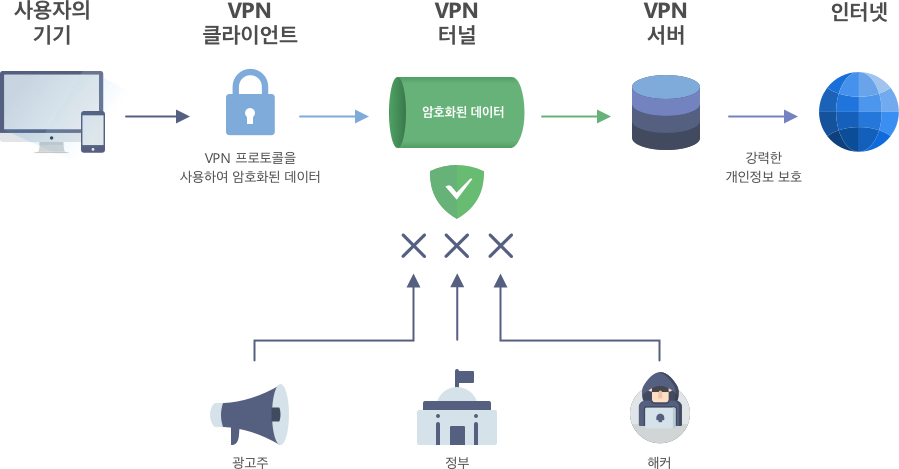 사용자의
기기
VPN
클라이언트
VPN
터널
VPN
서버
인터넷
암호화된 데이터
VPN 프로토콜을
사용하여 암호화된 데이터
강력한
개인정보 보호
광고주
정부
해커